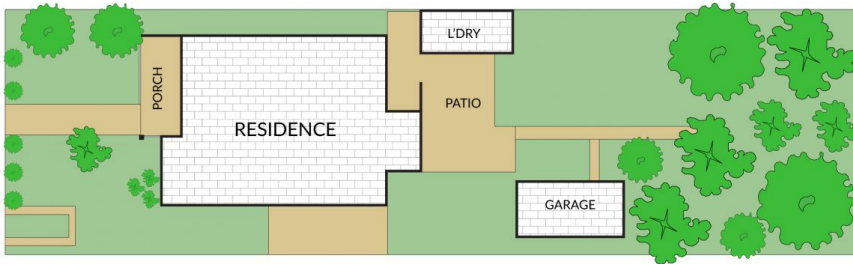 L'DRY
PORCH
PATIO
RESIDENCE
GARAGE